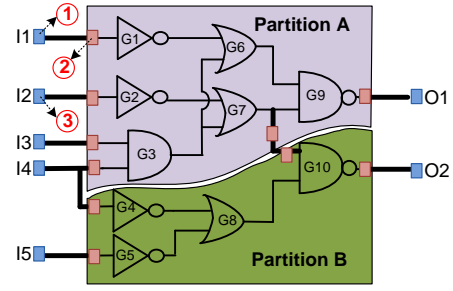 1
Partition A
I1
G1
G6
2
I2
G2
G7
G9
O1
3
I3
G3
I4
G10
O2
G4
G8
G5
I5
Partition B